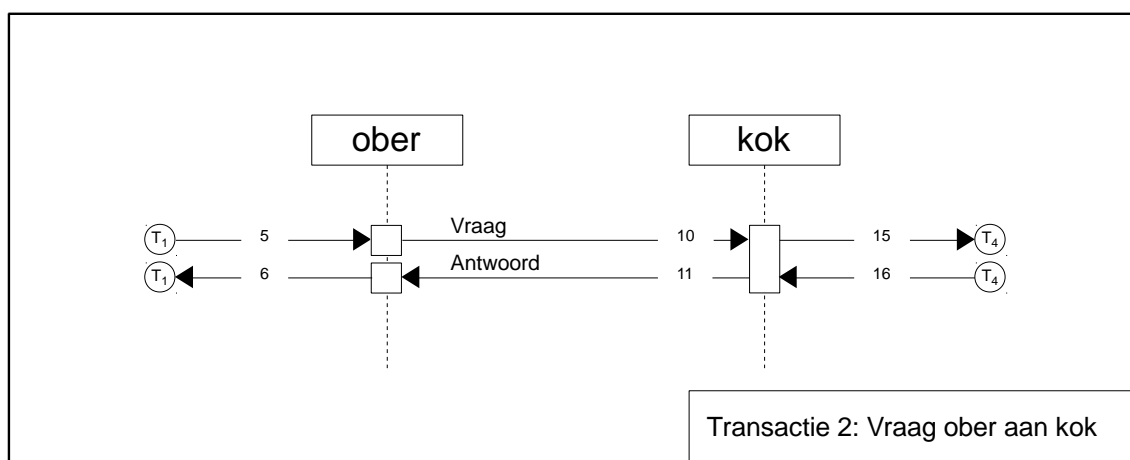 ober kok
T1 5 Vraag 10 15 T4
T1 6 Antwoord 11 16 T4
Transactie 2: Vraag ober aan kok